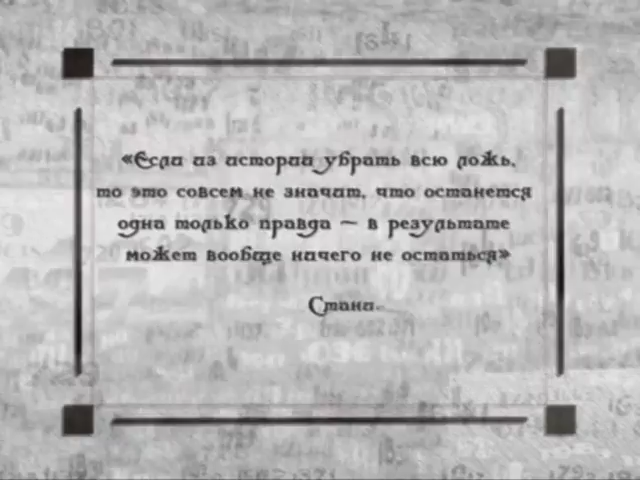 «Если из истории убрать всю ложь,
то это совсем не значит, что останется
одна только правда — в результате
может вообще ничего не остаться»
Стани